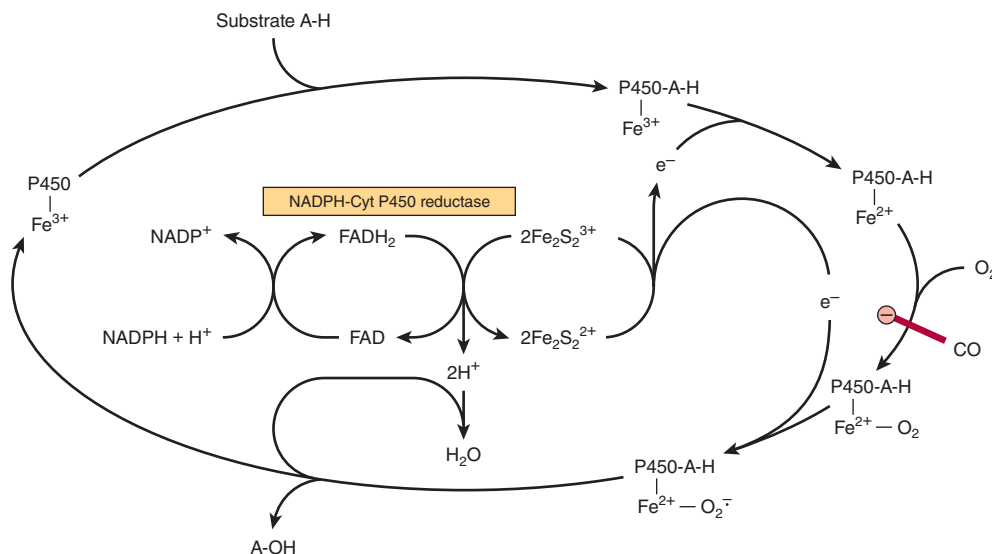 Substrate A-H
P450-A-H
Fe³⁺
P450
Fe³⁺
e⁻
P450-A-H
Fe²⁺
NADPH-Cyt P450 reductase
NADP⁺
FADH₂
2Fe₂S₂³⁺
O₂
e⁻
NADPH + H⁺
FAD
2Fe₂S₂²⁺
CO
2H⁺
P450-A-H
Fe²⁺ — O₂
H₂O
P450-A-H
Fe²⁺ — O₂⁻̇
A-OH